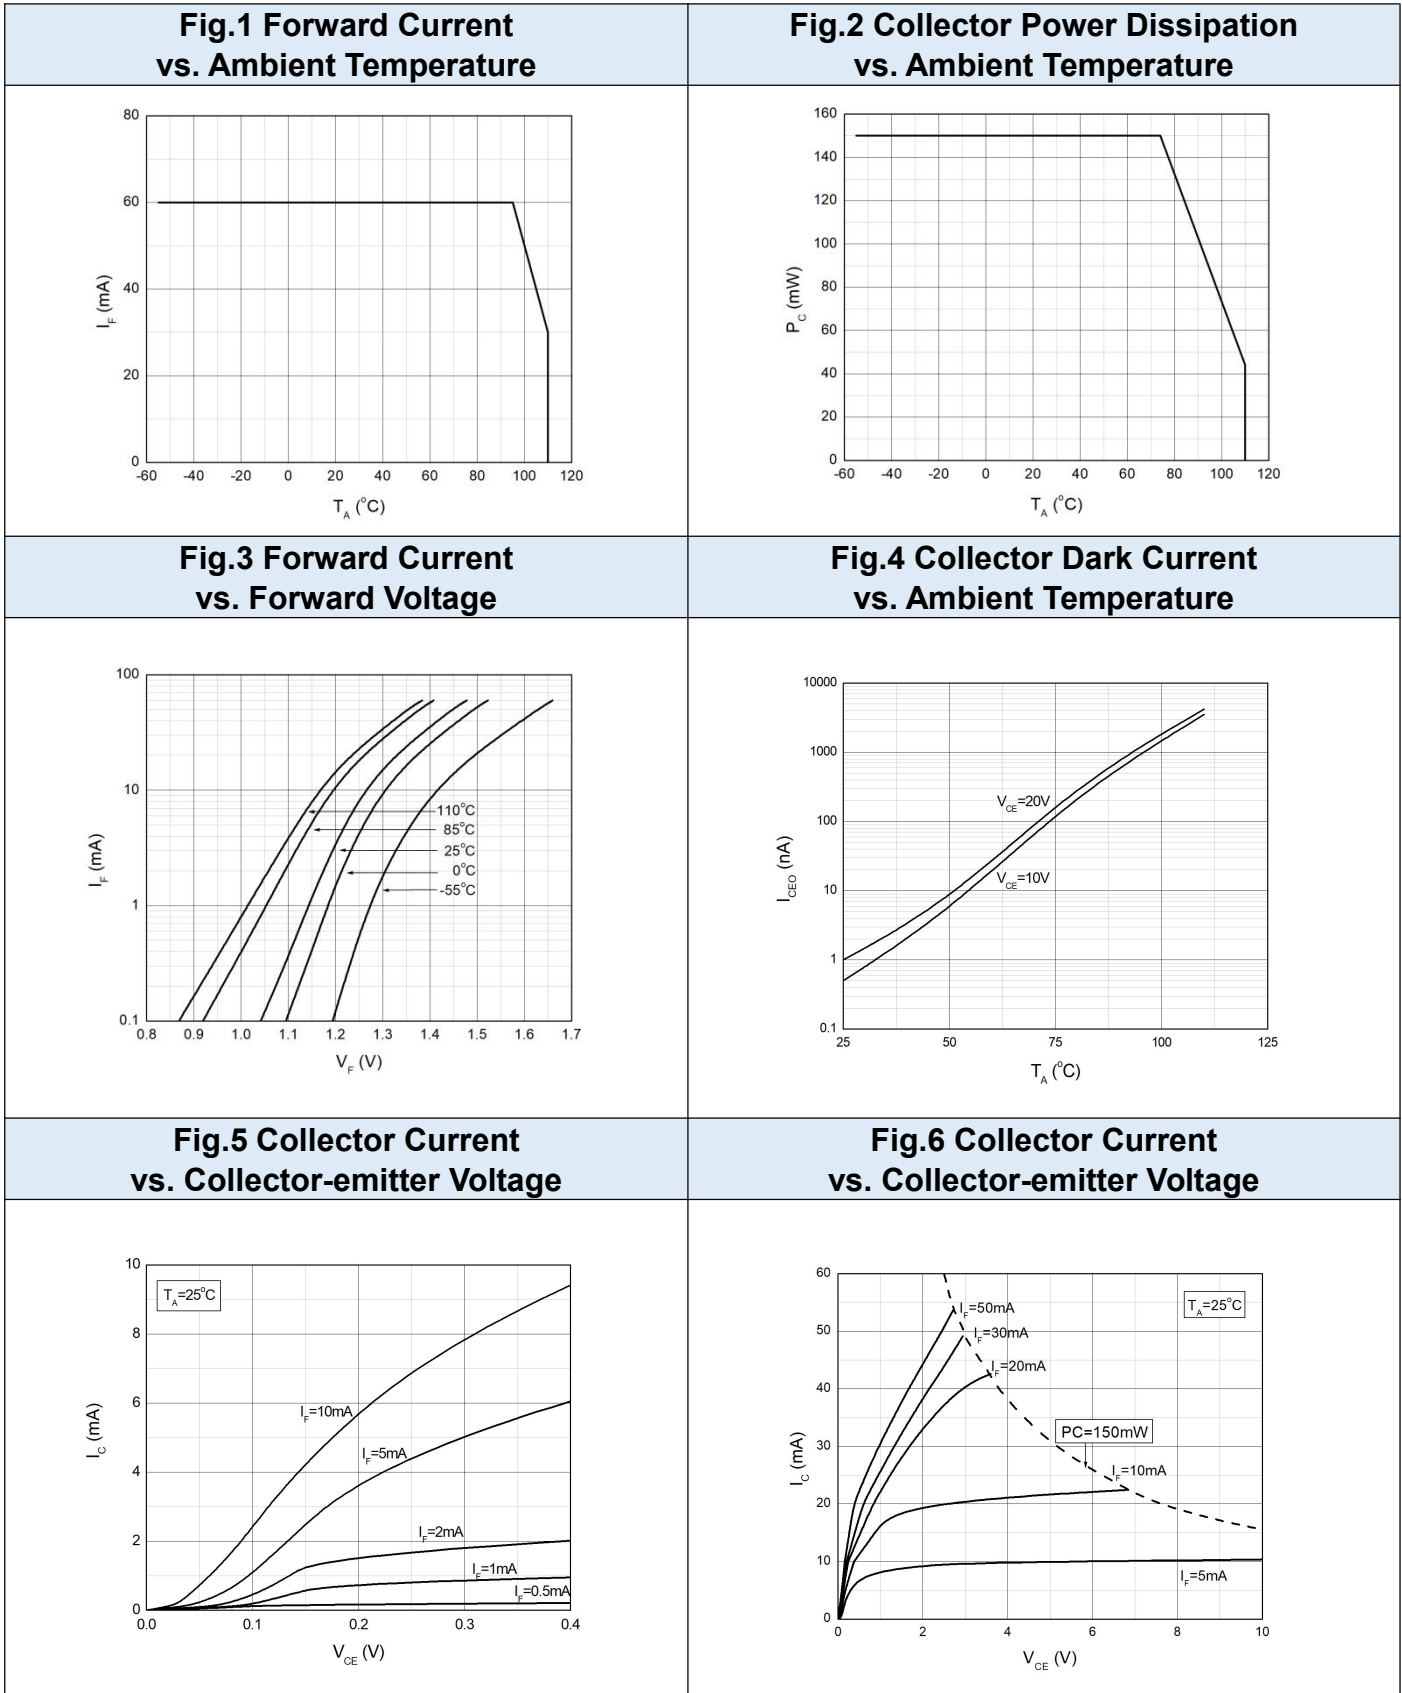 Fig.1 Forward Current
vs. Ambient Temperature
80
60
40
20
0
-60 -40 -20 0 20 40 60 80 100 120
I_F (mA)
T_A (°C)
Fig.2 Collector Power Dissipation
vs. Ambient Temperature
160
140
120
100
80
60
40
20
0
-60 -40 -20 0 20 40 60 80 100 120
P_C (mW)
T_A (°C)
Fig.3 Forward Current
vs. Forward Voltage
100
10
1
0.1
110°C
85°C
25°C
0°C
-55°C
0.8 0.9 1.0 1.1 1.2 1.3 1.4 1.5 1.6 1.7
I_F (mA)
V_F (V)
Fig.4 Collector Dark Current
vs. Ambient Temperature
10000
1000
100
10
1
0.1
V_CE=20V
V_CE=10V
25 50 75 100 125
I_CEO (nA)
T_A (°C)
Fig.5 Collector Current
vs. Collector-emitter Voltage
10
8
6
4
2
0
T_A=25°C
I_F=10mA
I_F=5mA
I_F=2mA
I_F=1mA
I_F=0.5mA
0.0 0.1 0.2 0.3 0.4
I_C (mA)
V_CE (V)
Fig.6 Collector Current
vs. Collector-emitter Voltage
60
50
40
30
20
10
0
T_A=25°C
I_F=50mA
I_F=30mA
I_F=20mA
PC=150mW
I_F=10mA
I_F=5mA
0 2 4 6 8 10
I_C (mA)
V_CE (V)